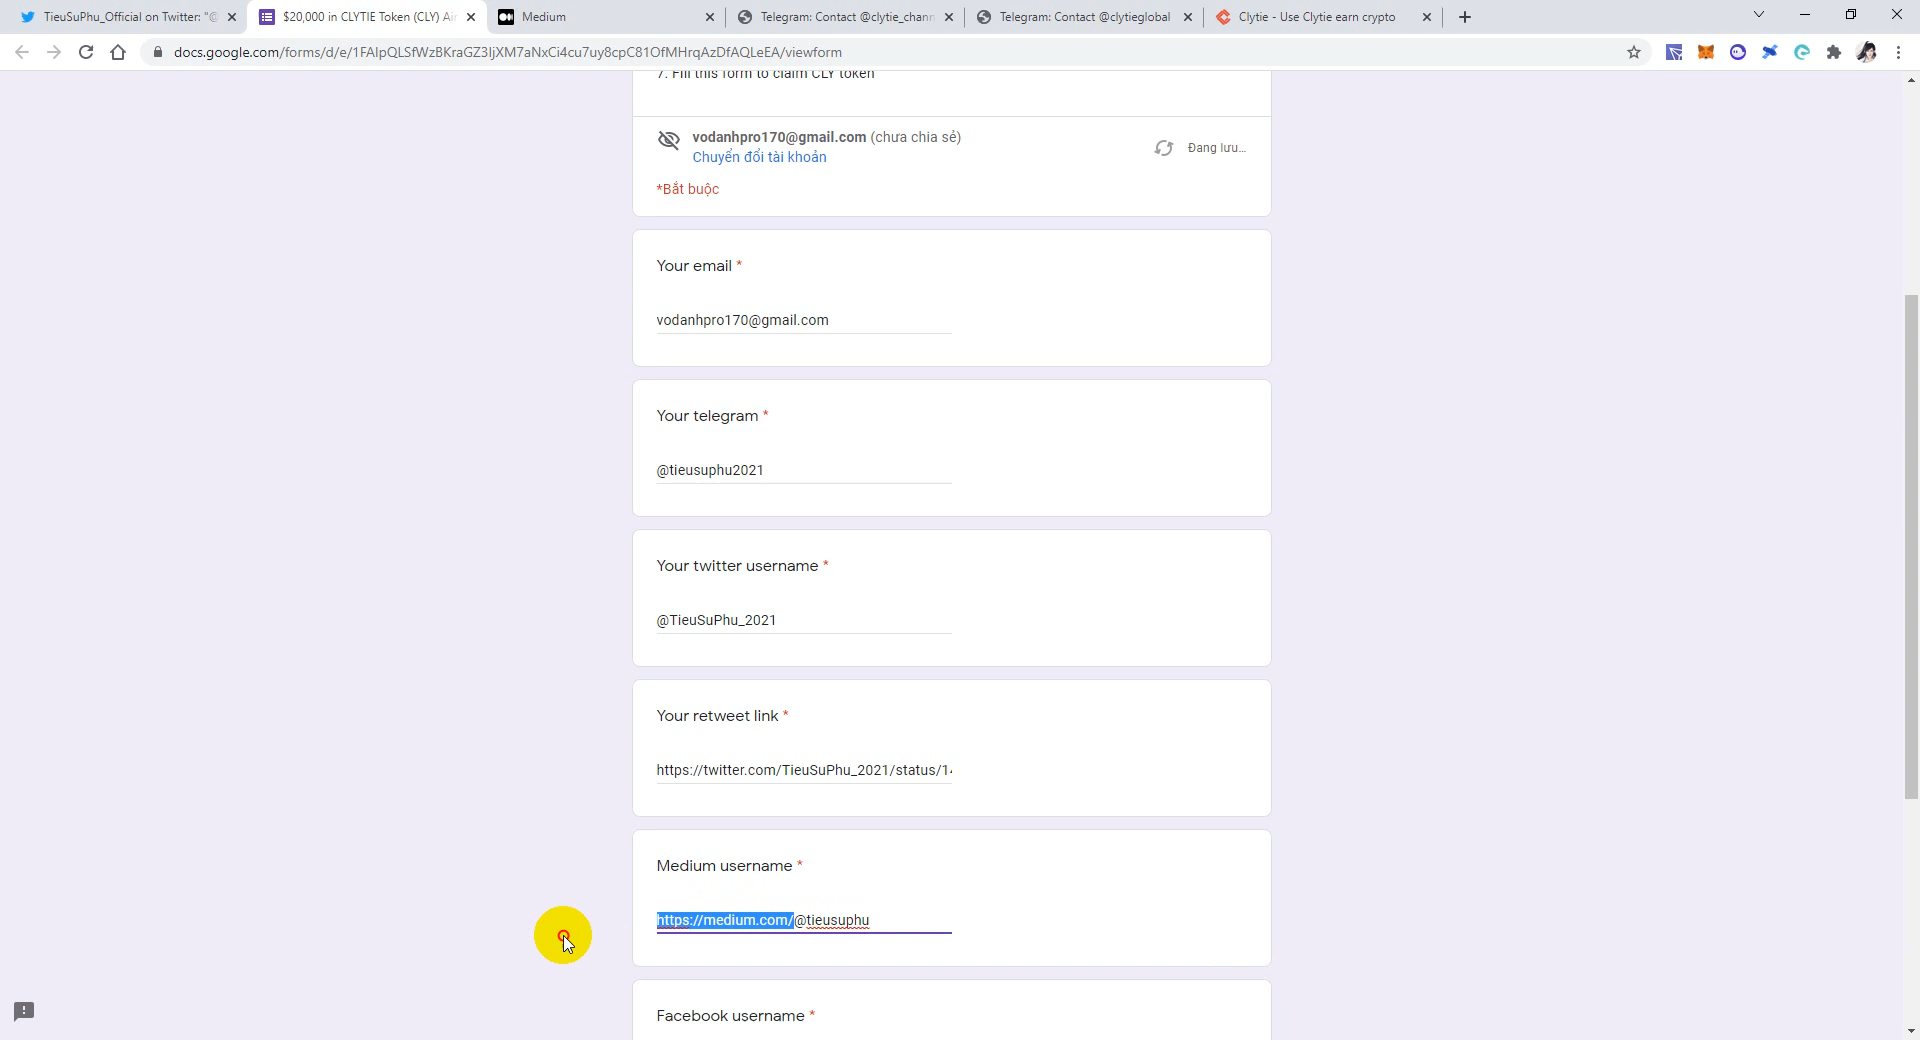 TieuSuPhu_Official on Twitter: "@
$20,000 in CLYTIE Token (CLY) Air
Medium
Telegram: Contact @clytie_chann
Telegram: Contact @clytieglobal
Clytie - Use Clytie earn crypto
docs.google.com/forms/d/e/1FAIpQLSfWzBKraGZ3IjXM7aNxCi4cu7uy8cpC81OfMHrqAzDfAQLeEA/viewform
7. Fill this form to claim CLY token
vodanhpro170@gmail.com (chưa chia sẻ)
Chuyển đổi tài khoản
Đang lưu...
*Bắt buộc
Your email *
vodanhpro170@gmail.com
Your telegram *
@tieusuphu2021
Your twitter username *
@TieuSuPhu_2021
Your retweet link *
https://twitter.com/TieuSuPhu_2021/status/14
Medium username *
https://medium.com/@tieusuphu
Facebook username *